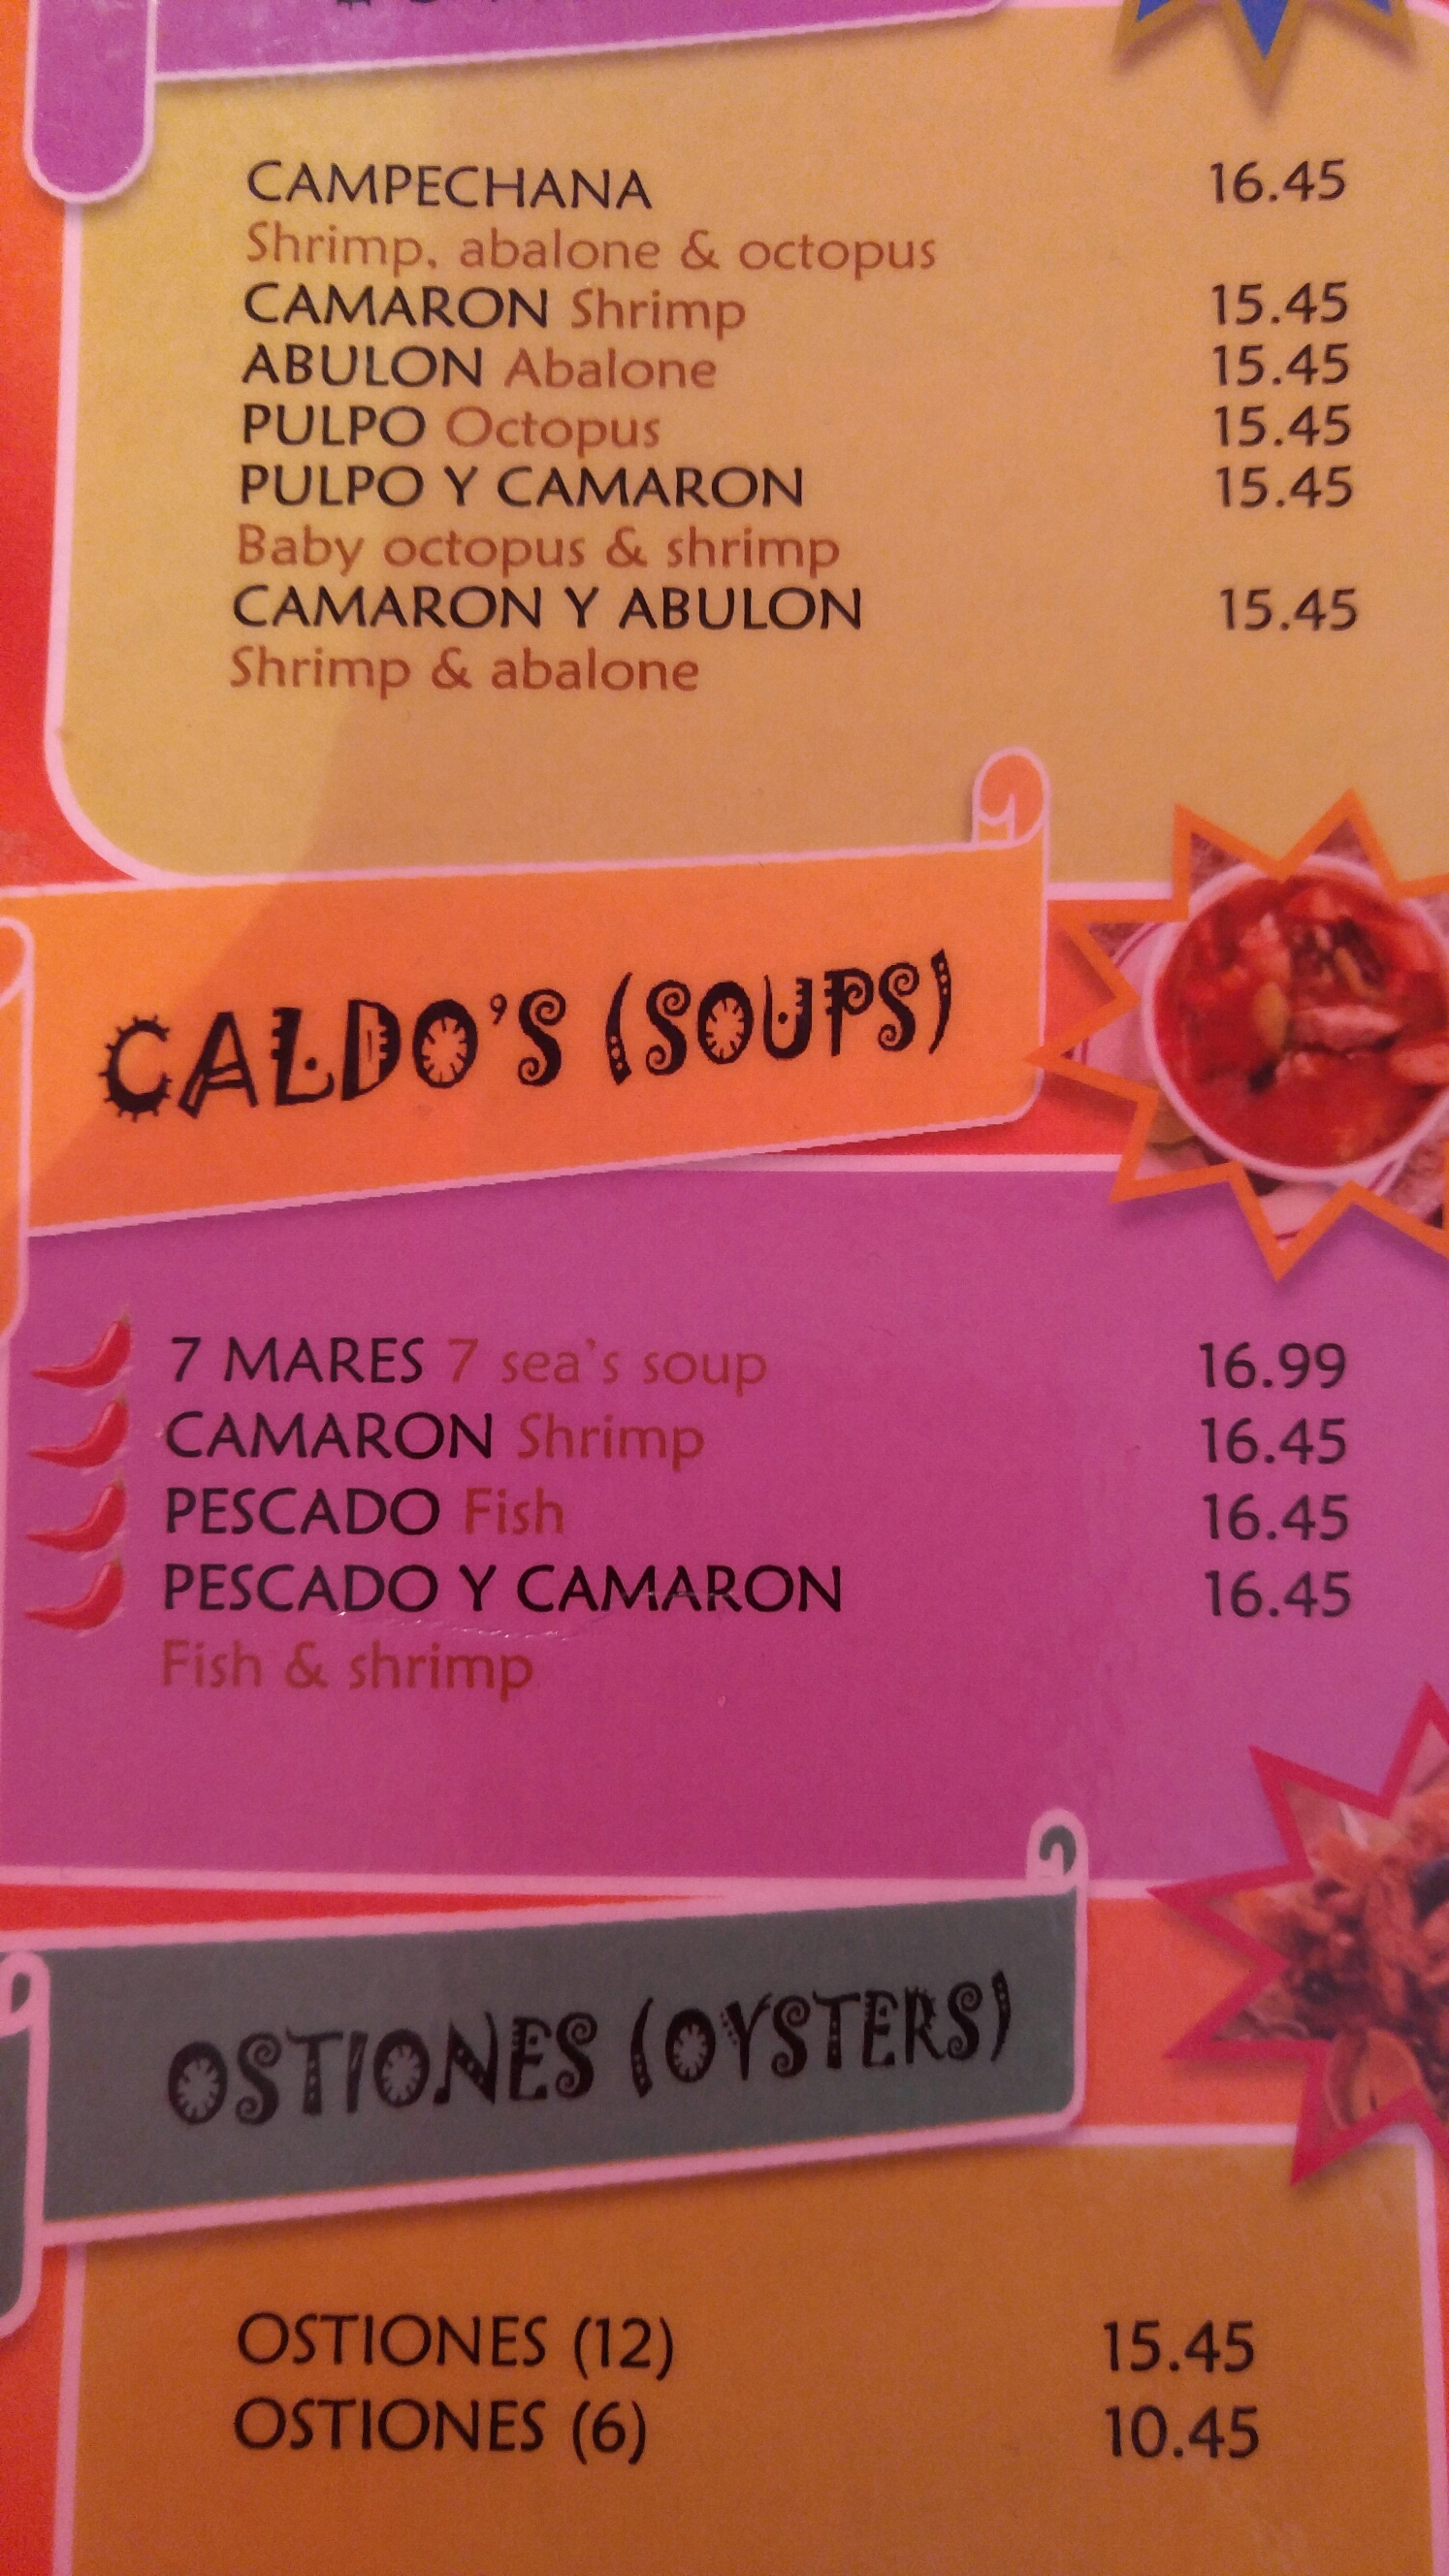 CAMPECHANA 16.45
Shrimp, abalone & octopus
CAMARON Shrimp 15.45
ABULON Abalone 15.45
PULPO Octopus 15.45
PULPO Y CAMARON 15.45
Baby octopus & shrimp
CAMARON Y ABULON 15.45
Shrimp & abalone
CALDO'S (SOUPS)
7 MARES 7 sea's soup 16.99
CAMARON Shrimp 16.45
PESCADO Fish 16.45
PESCADO Y CAMARON 16.45
Fish & shrimp
OSTIONES (OYSTERS)
OSTIONES (12) 15.45
OSTIONES (6) 10.45